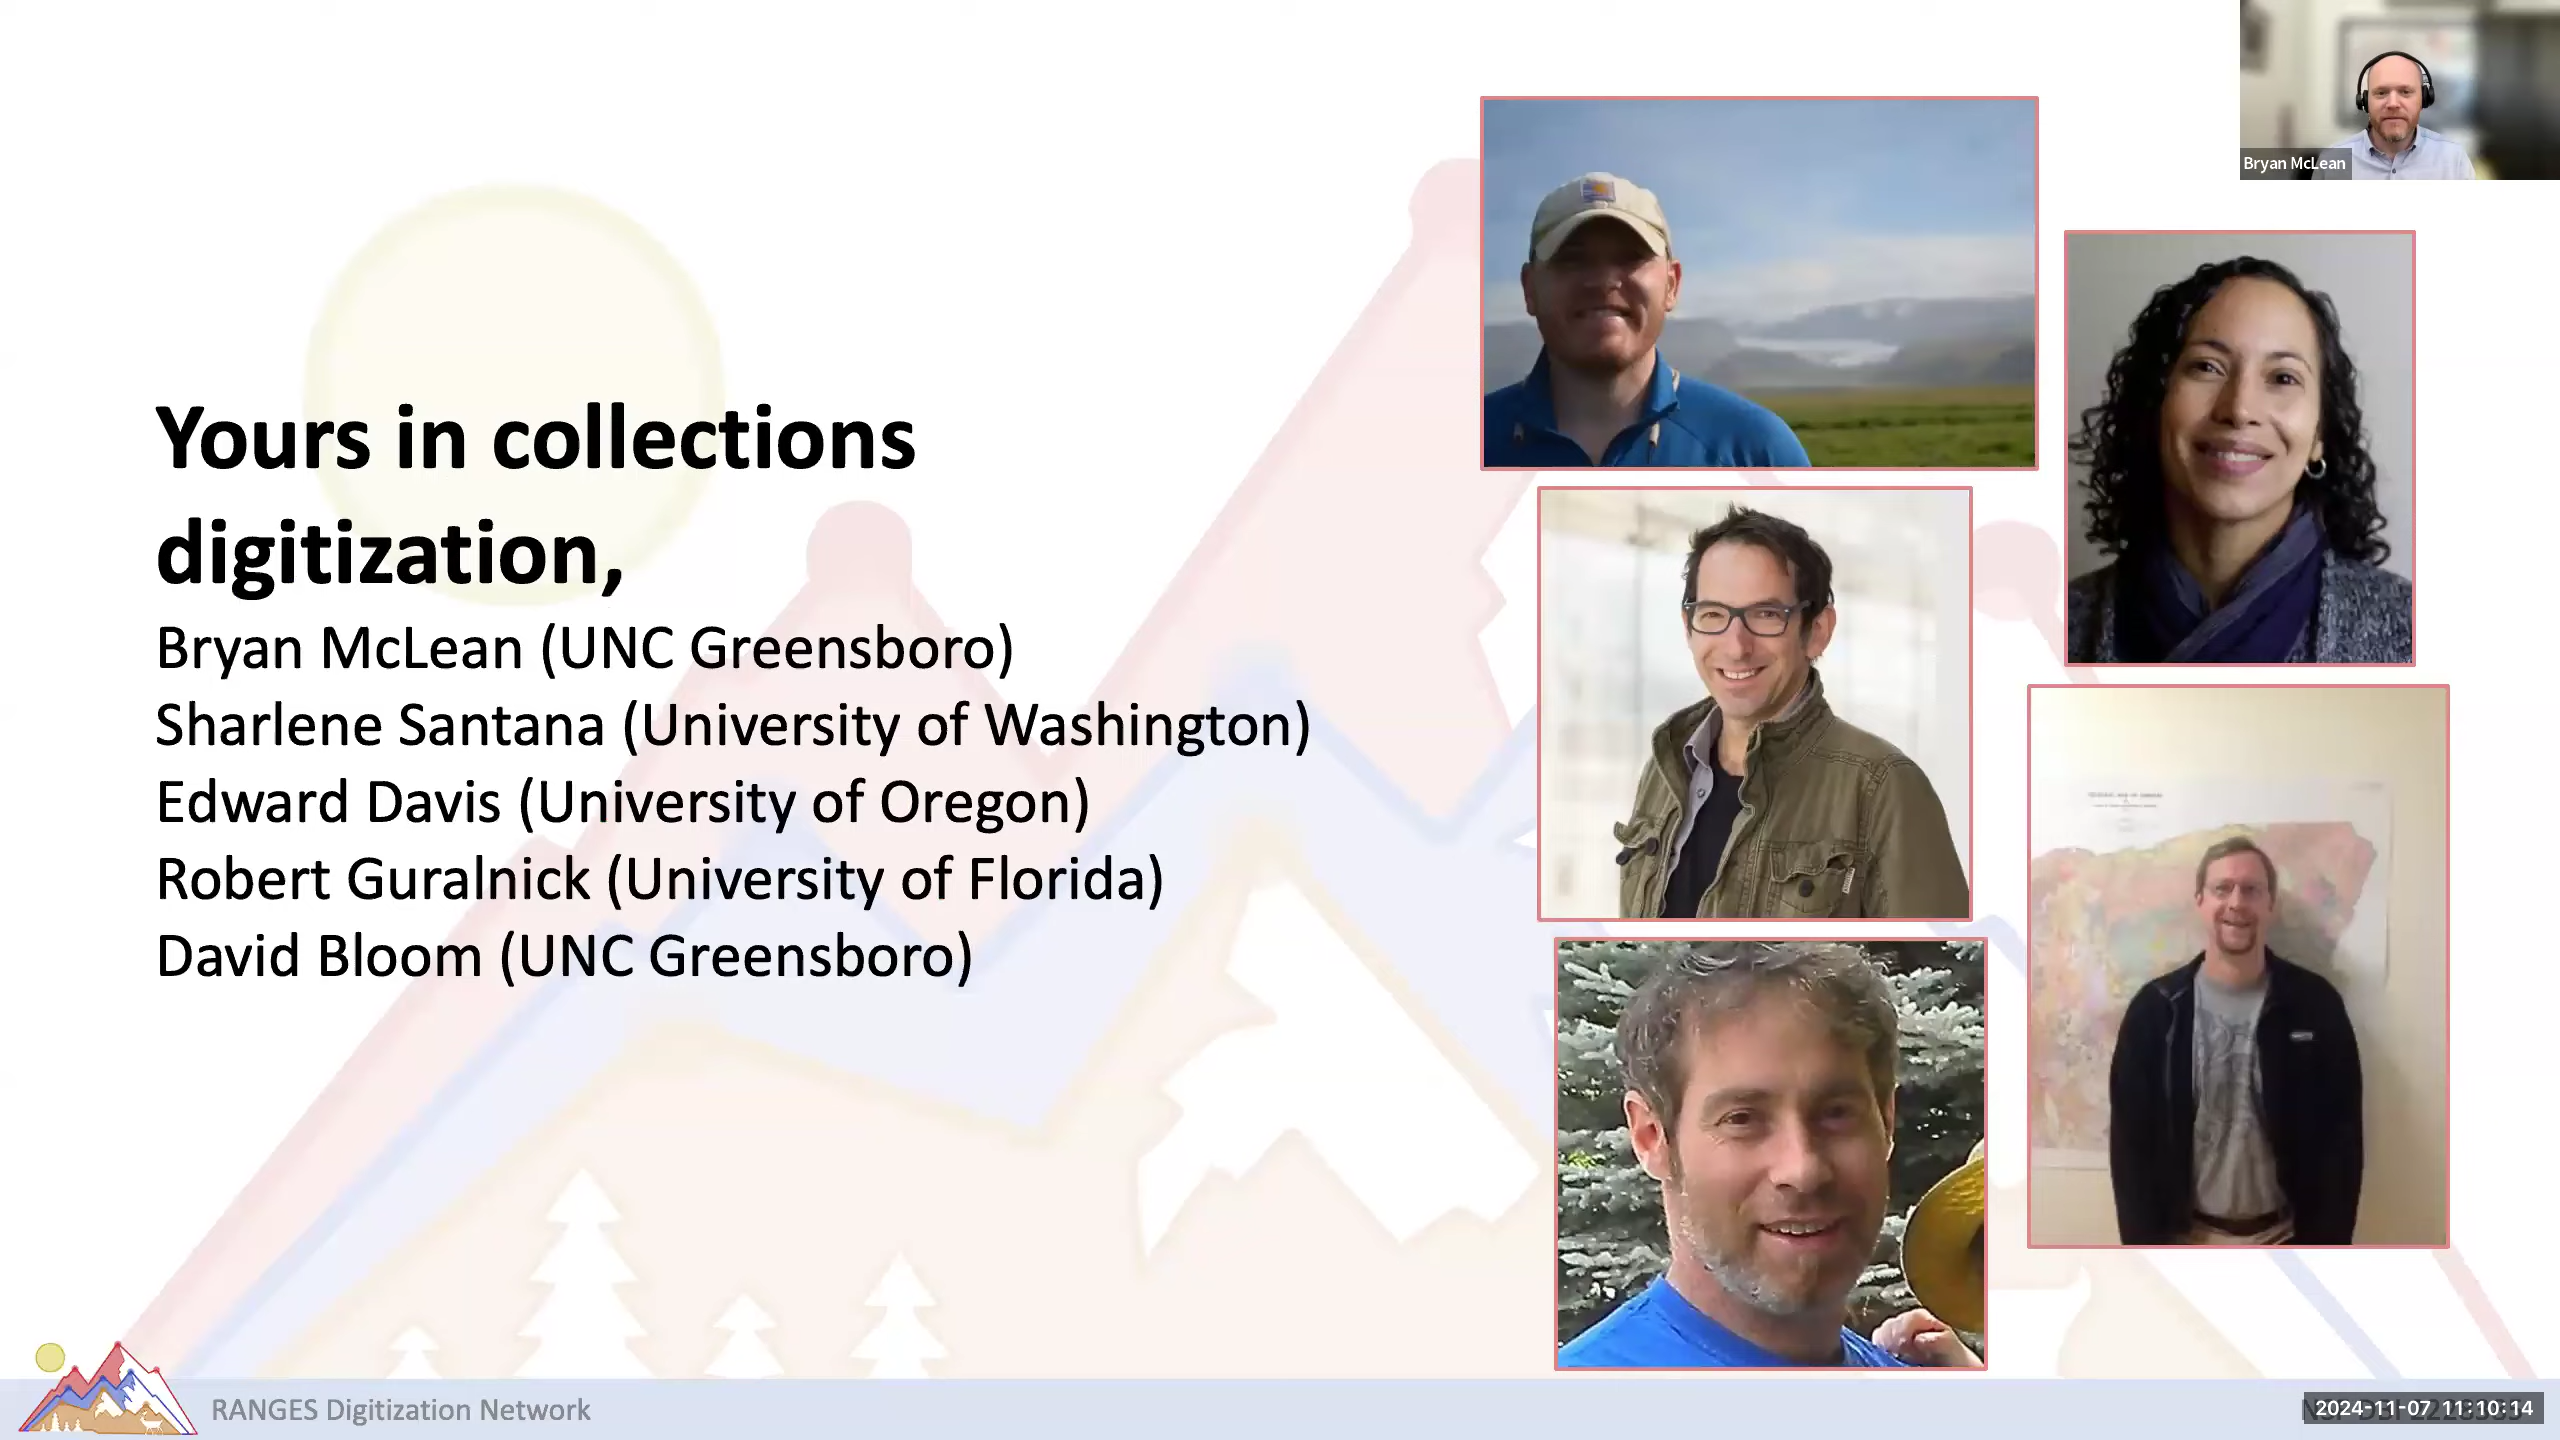 Bryan McLean
Yours in collections
digitization,
Bryan McLean (UNC Greensboro)
Sharlene Santana (University of Washington)
Edward Davis (University of Oregon)
Robert Guralnick (University of Florida)
David Bloom (UNC Greensboro)
RANGES Digitization Network
2024-11-07 11:10:14